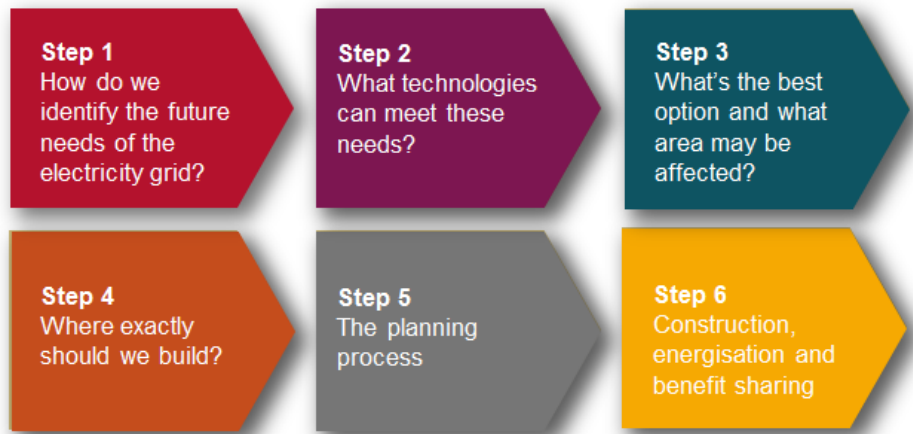 Step 1
How do we
identify the future
needs of the
electricity grid?
Step 2
What technologies
can meet these
needs?
Step 3
What's the best
option and what
area may be
affected?
Step 4
Where exactly
should we build?
Step 5
The planning
process
Step 6
Construction,
energisation and
benefit sharing